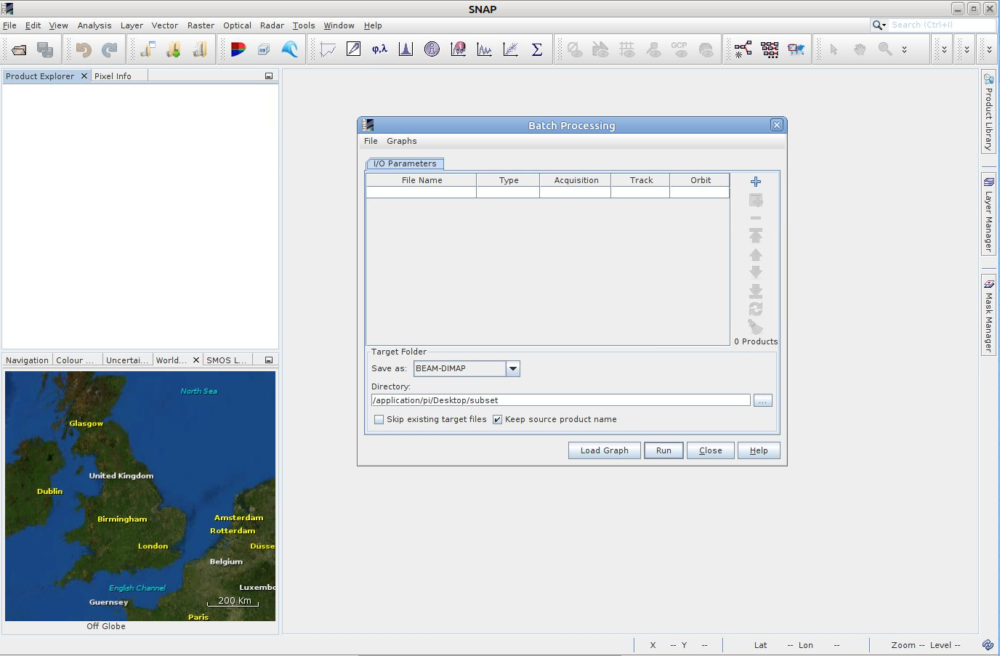 SNAP
File Edit View Analysis Layer Vector Raster Optical Radar Tools Window Help
Search (Ctrl+I)
φ,λ
Σ
GCP
Product Explorer
Pixel Info
Product Library
Layer Manager
Mask Manager
Batch Processing
File Graphs
I/O Parameters
File Name Type Acquisition Track Orbit
0 Products
Target Folder
Save as: BEAM-DIMAP
Directory:
/application/pi/Desktop/subset
...
Skip existing target files Keep source product name
Load Graph Run Close Help
Navigation Colour ... Uncertai... World... SMOS L...
North Sea
Glasgow
United Kingdom
Dublin
Birmingham
Amsterdam
Rotterdam
London
Düsse
Belgium
English Channel
Luxembo
Guernsey
200 Km
Paris
Off Globe
X -- Y -- Lat -- Lon -- Zoom -- Level --